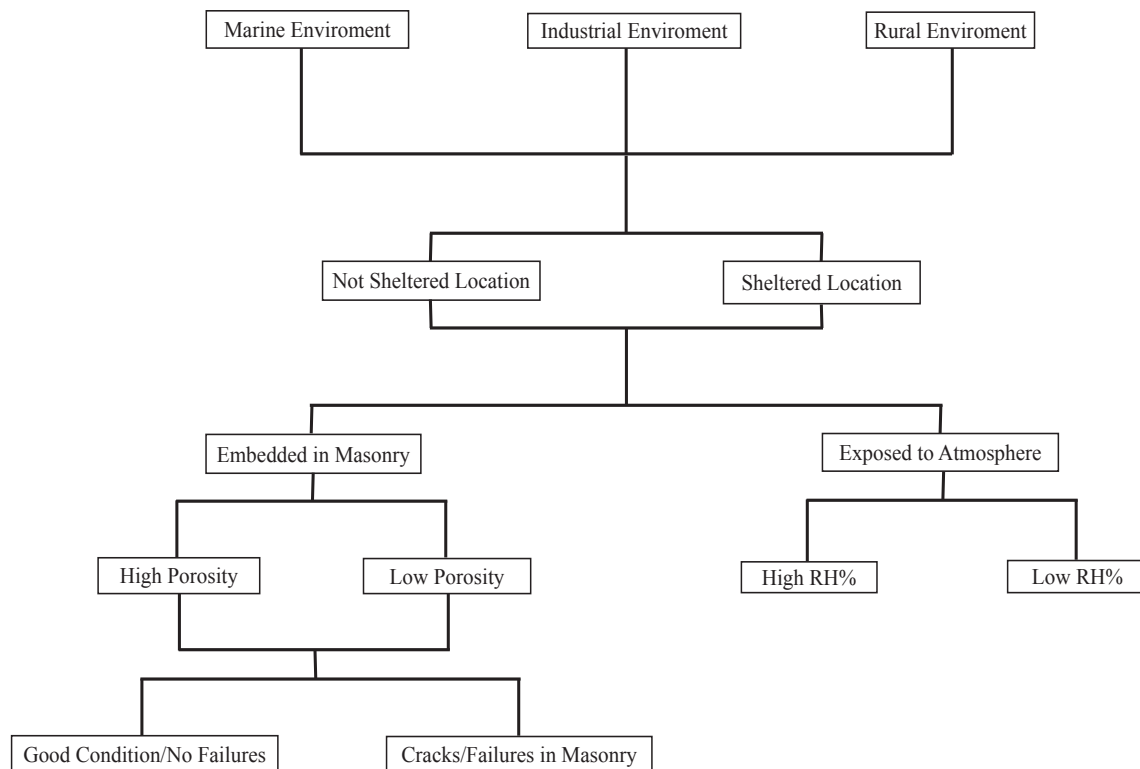 Marine Enviroment
Industrial Enviroment
Rural Enviroment
Not Sheltered Location
Sheltered Location
Embedded in Masonry
Exposed to Atmosphere
High Porosity
Low Porosity
High RH%
Low RH%
Good Condition/No Failures
Cracks/Failures in Masonry